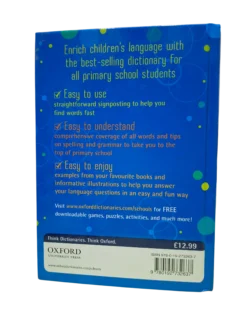 Enrich children's language with
the best-selling dictionary for
all primary school students
Easy to use
straightforward signposting to help you
find words fast
Easy to understand
comprehensive coverage of all words and tips
on spelling and grammar to take you to the
top of primary school
Easy to enjoy
examples from your favourite books and
informative illustrations to help you answer
your language questions in an easy and fun way
Visit www.oxforddictionaries.com/schools for FREE
downloadable games, puzzles, activities, and much more!
Think Dictionaries. Think Oxford.
£12.99
OXFORD
UNIVERSITY PRESS